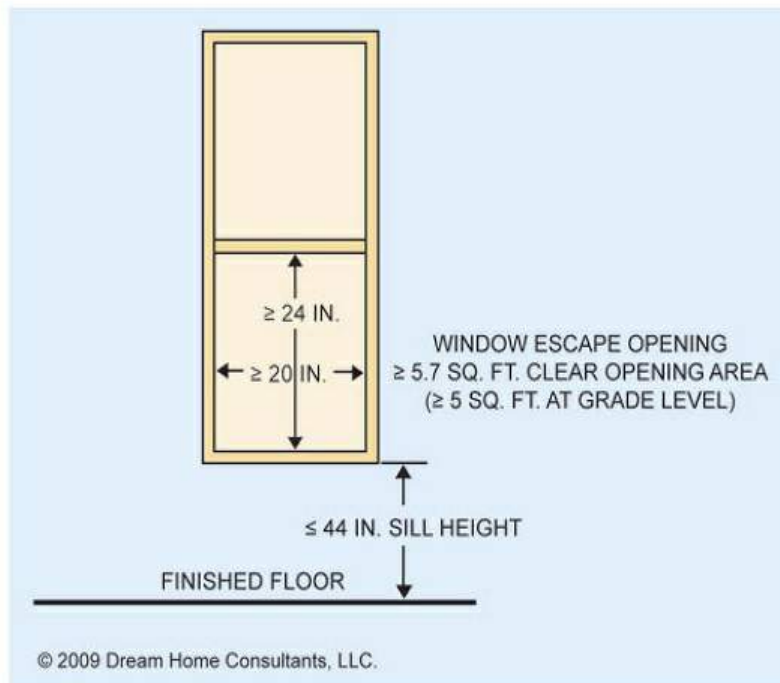 ≥ 24 IN.
≥ 20 IN.
WINDOW ESCAPE OPENING
≥ 5.7 SQ. FT. CLEAR OPENING AREA
(≥ 5 SQ. FT. AT GRADE LEVEL)
≤ 44 IN. SILL HEIGHT
FINISHED FLOOR
© 2009 Dream Home Consultants, LLC.